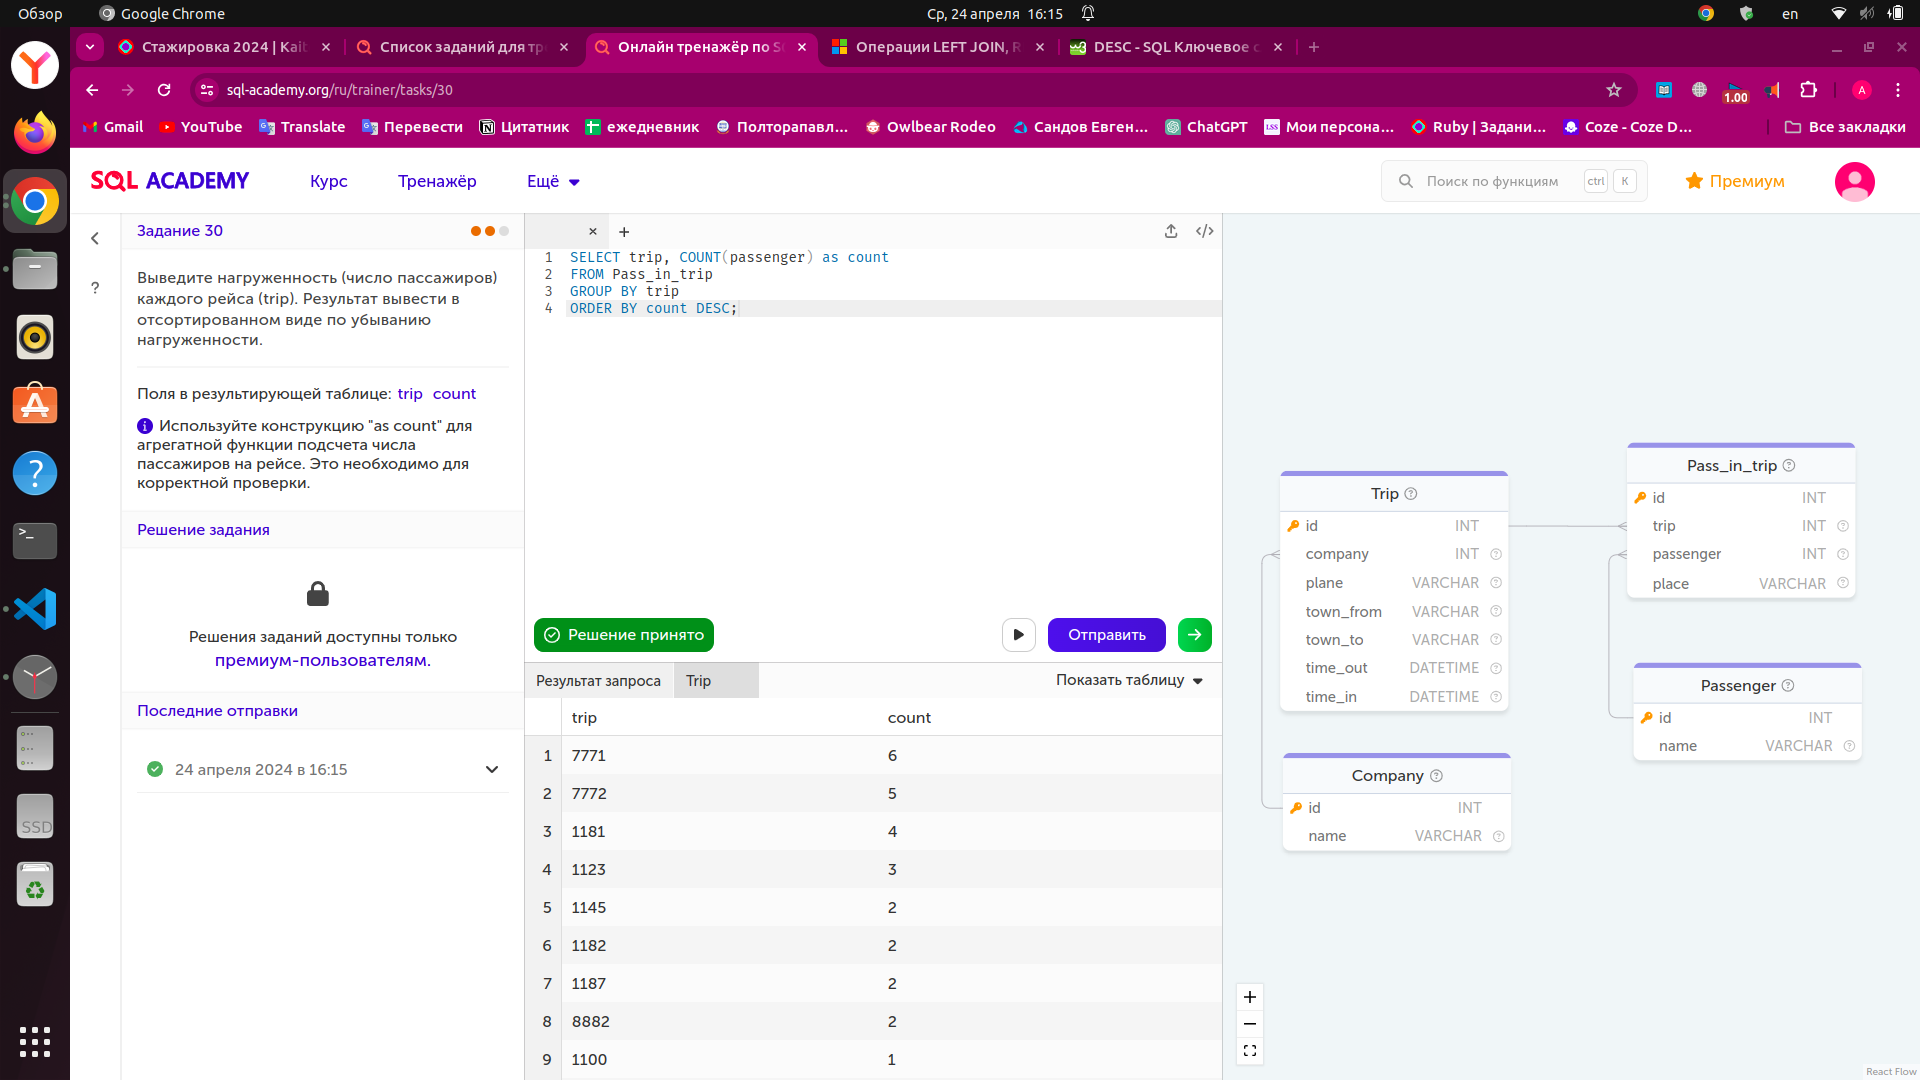 Обзор
Google Chrome
Ср, 24 апреля 16:15
en
Стажировка 2024 | Kai
Список заданий для тр
Онлайн тренажёр по S
Операции LEFT JOIN, R
DESC - SQL Ключевое с
sql-academy.org/ru/trainer/tasks/30
1.00
A
Gmail
YouTube
Translate
Перевести
Цитатник
ежедневник
Полторапавл...
Owlbear Rodeo
Сандов Евген...
ChatGPT
Мои персона...
Ruby | Задани...
Coze - Coze D...
Все закладки
SQL ACADEMY
Курс
Тренажёр
Ещё
Поиск по функциям
ctrl
K
Премиум
Задание 30
Выведите нагруженность (число пассажиров)
каждого рейса (trip). Результат вывести в
отсортированном виде по убыванию
нагруженности.
Поля в результирующей таблице: trip count
Используйте конструкцию "as count" для
агрегатной функции подсчета числа
пассажиров на рейсе. Это необходимо для
корректной проверки.
Решение задания
Решения заданий доступны только
премиум-пользователям.
Последние отправки
24 апреля 2024 в 16:15
1 SELECT trip, COUNT(passenger) as count
2 FROM Pass_in_trip
3 GROUP BY trip
4 ORDER BY count DESC;
Решение принято
Отправить
Результат запроса
Trip
Показать таблицу
trip count
1 7771 6
2 7772 5
3 1181 4
4 1123 3
5 1145 2
6 1182 2
7 1187 2
8 8882 2
9 1100 1
Trip
id INT
company INT
plane VARCHAR
town_from VARCHAR
town_to VARCHAR
time_out DATETIME
time_in DATETIME
Pass_in_trip
id INT
trip INT
passenger INT
place VARCHAR
Passenger
id INT
name VARCHAR
Company
id INT
name VARCHAR
React Flow
SSD